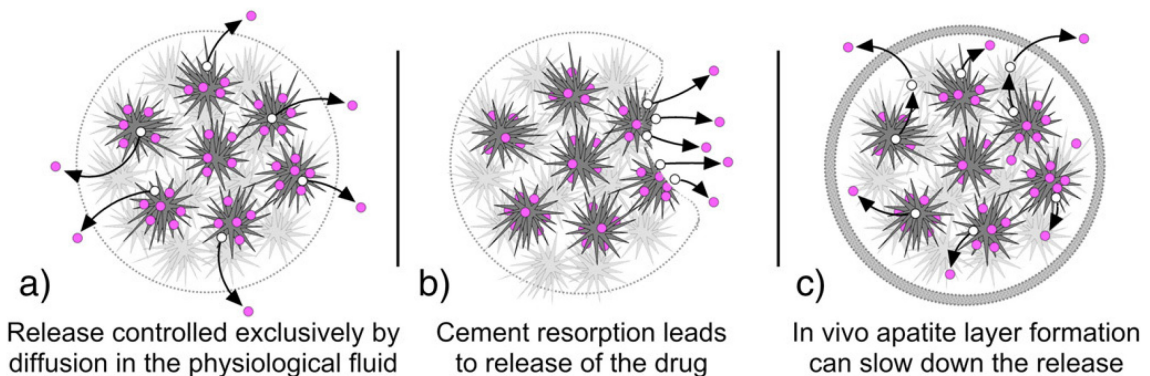 a)
Release controlled exclusively by
diffusion in the physiological fluid
b)
Cement resorption leads
to release of the drug
c)
In vivo apatite layer formation
can slow down the release